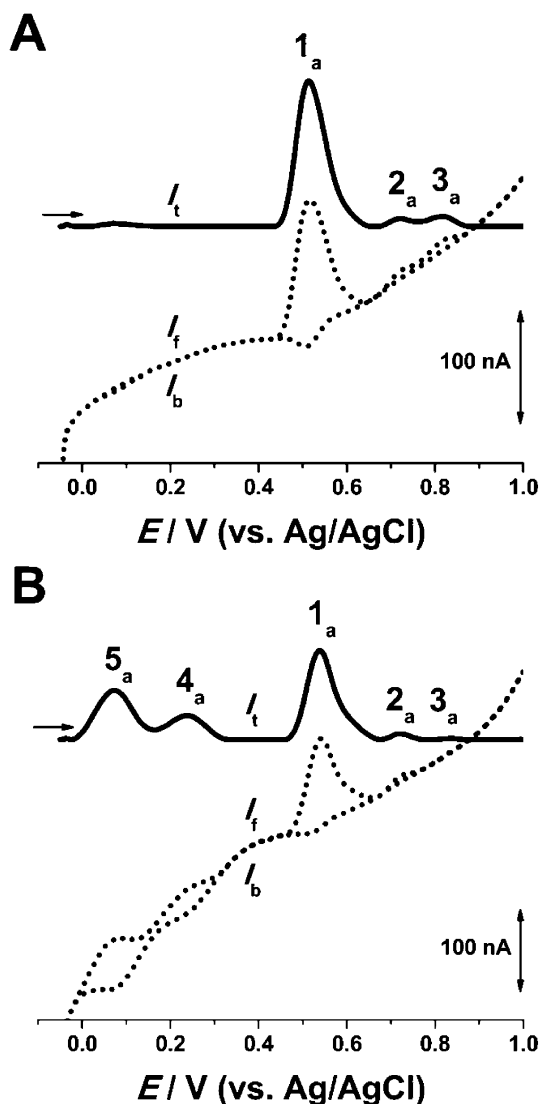 A
1a
2a 3a
It
If
Ib
100 nA
0.0 0.2 0.4 0.6 0.8 1.0
E / V (vs. Ag/AgCl)
B
1a
5a
4a It 2a 3a
If
Ib
100 nA
0.0 0.2 0.4 0.6 0.8 1.0
E / V (vs. Ag/AgCl)